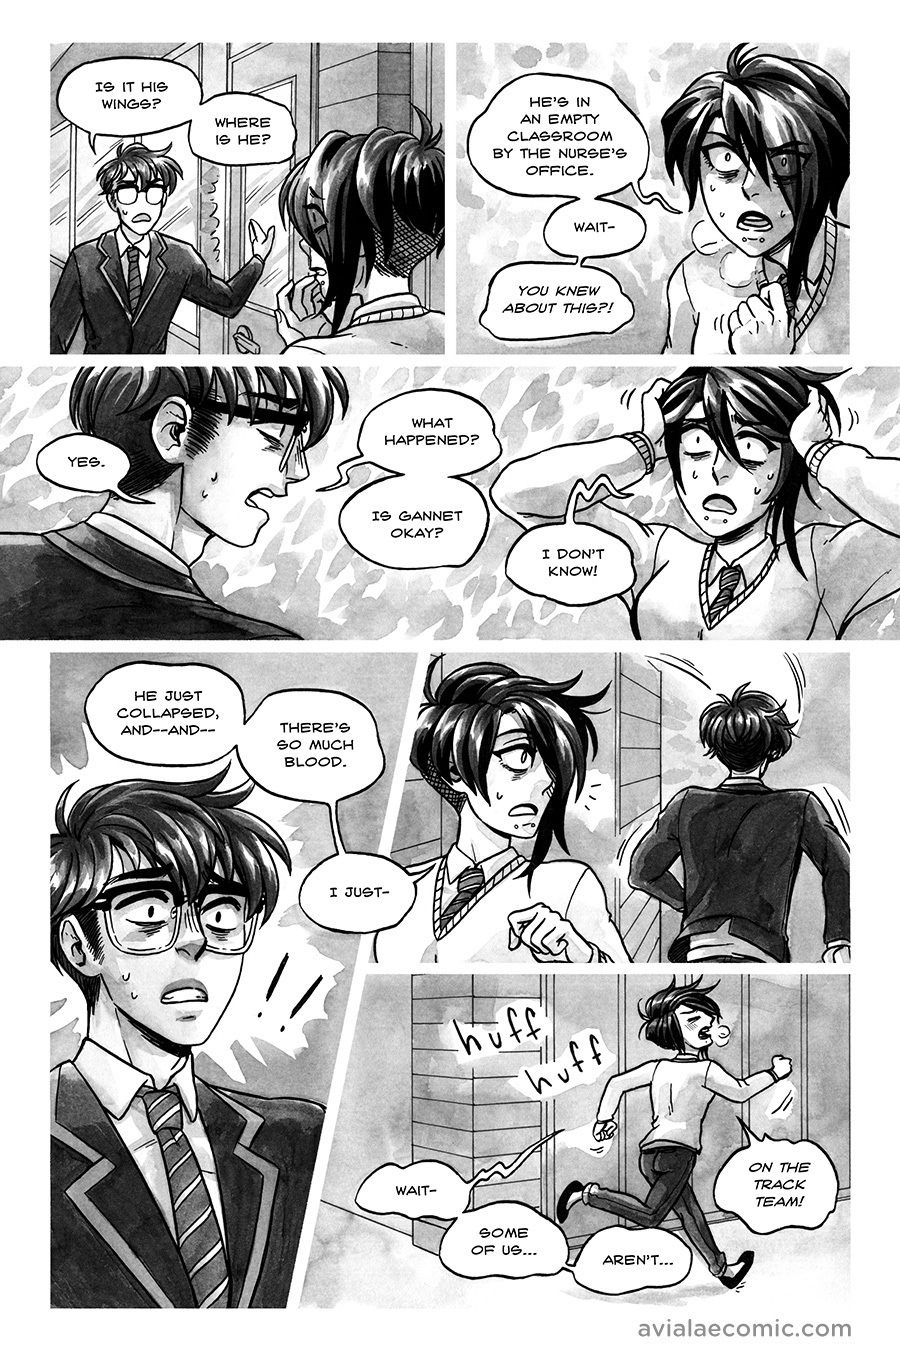 IS IT HIS
WINGS?
WHERE
IS HE?
HE'S IN
AN EMPTY
CLASSROOM
BY THE NURSE'S
OFFICE.
WAIT-
YOU KNEW
ABOUT THIS?!
YES.
WHAT
HAPPENED?
IS GANNET
OKAY?
I DON'T
KNOW!
HE JUST
COLLAPSED,
AND--AND--
THERE'S
SO MUCH
BLOOD.
I JUST-
!!
huff
huff
WAIT-
SOME
OF US...
AREN'T...
ON THE
TRACK
TEAM!
avialaecomic.com